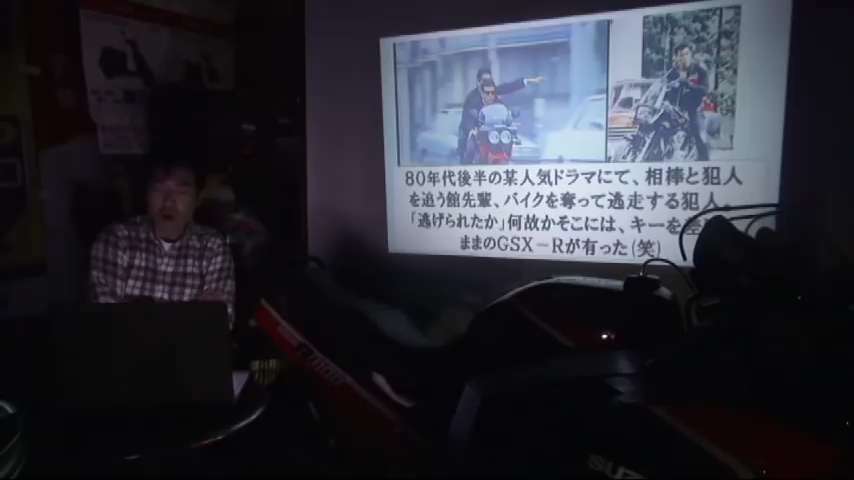 80年代後半の某人気ドラマにて、相棒と犯人
を追う舘先輩、バイクを奪って逃走する犯人。
「逃げられたか」何故かそこには、キーを
ままのGSX－Rが有った(笑)